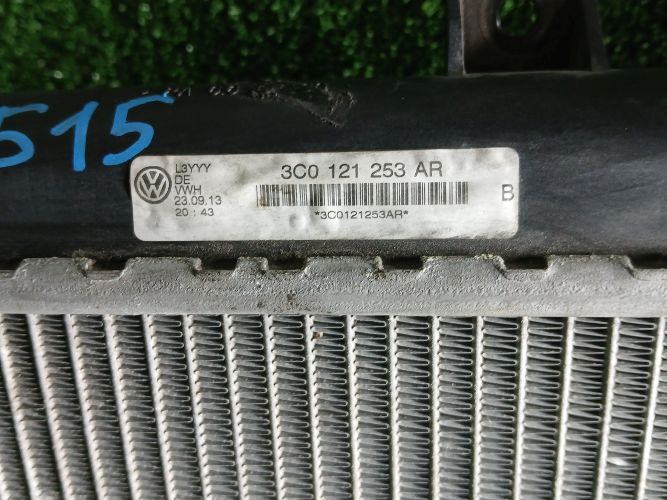 515
L3YYY
DE
VWH
23.09.13
20 : 43
3C0 121 253 AR
*3C0121253AR*
B